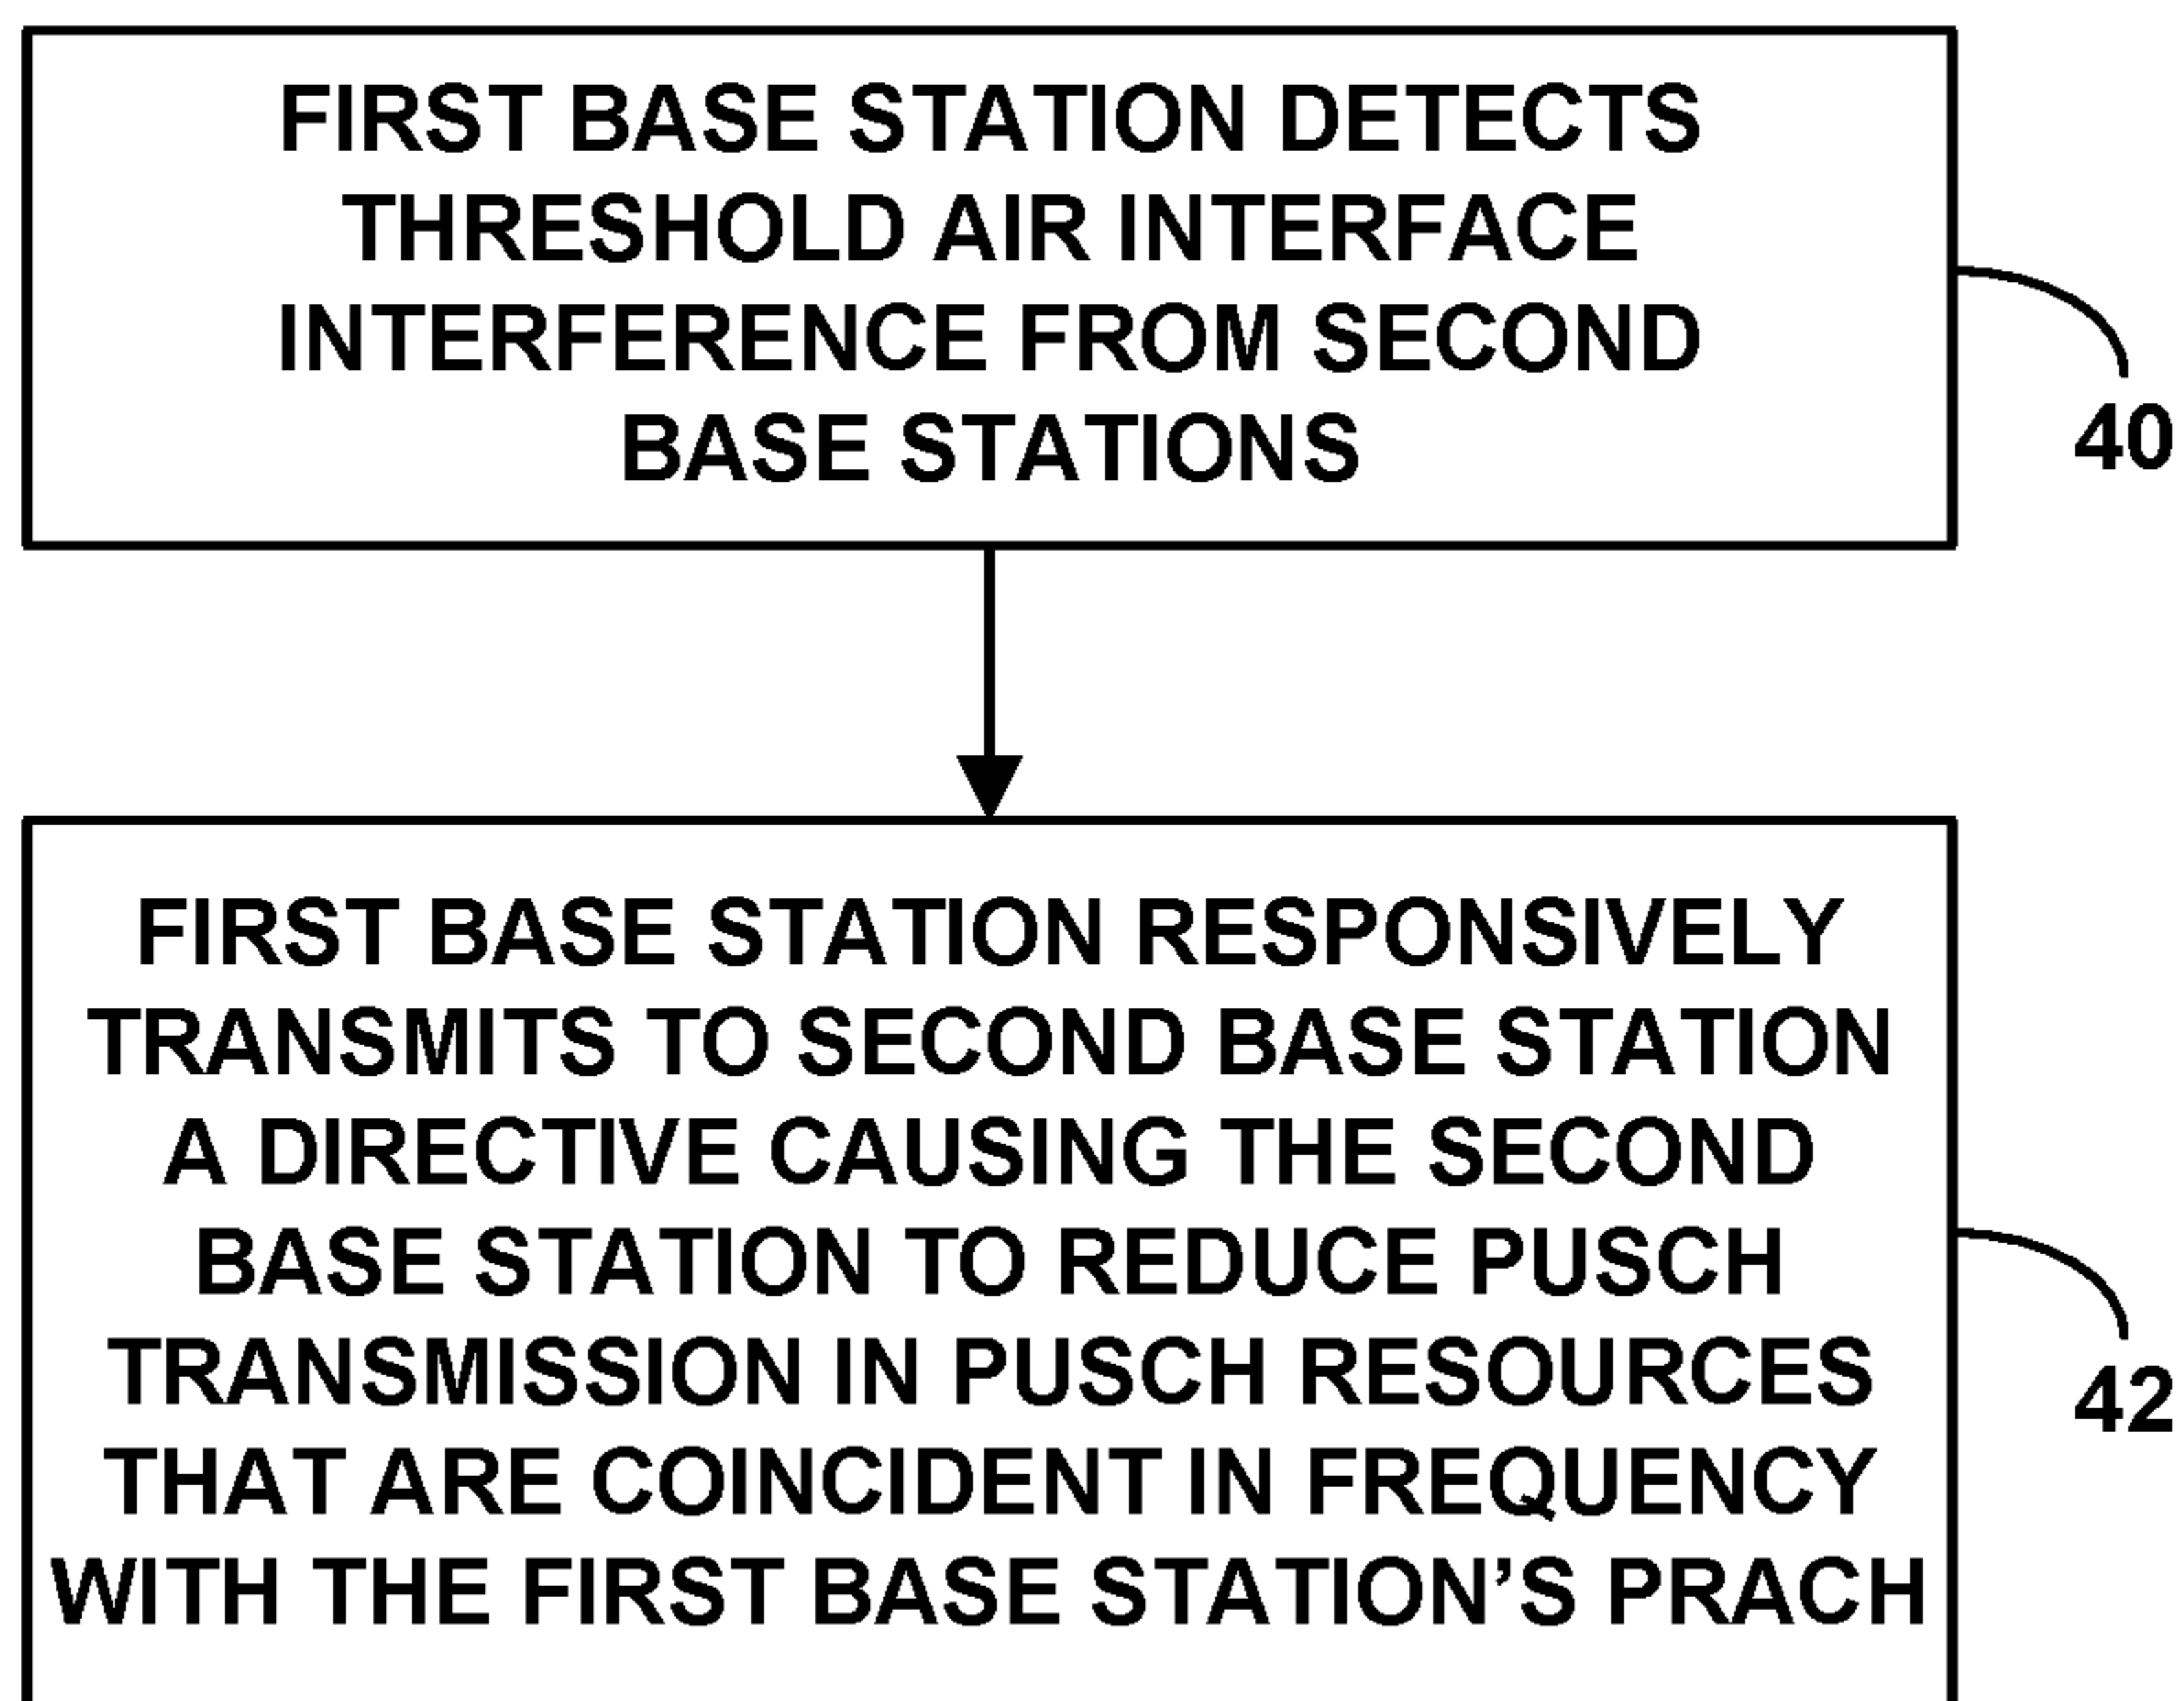 FIRST BASE STATION DETECTS
THRESHOLD AIR INTERFACE
INTERFERENCE FROM SECOND
BASE STATIONS
40
FIRST BASE STATION RESPONSIVELY
TRANSMITS TO SECOND BASE STATION
A DIRECTIVE CAUSING THE SECOND
BASE STATION TO REDUCE PUSCH
TRANSMISSION IN PUSCH RESOURCES
THAT ARE COINCIDENT IN FREQUENCY
WITH THE FIRST BASE STATION’S PRACH
42